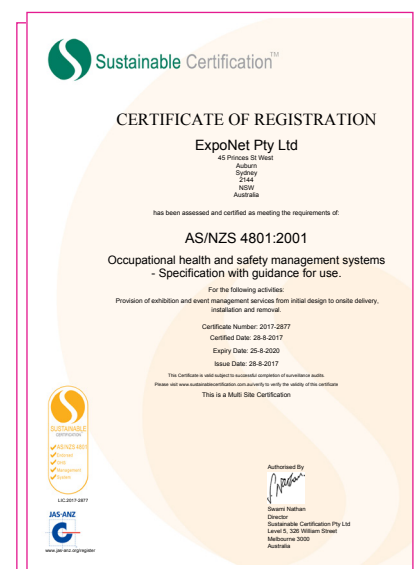 Sustainable Certification™
CERTIFICATE OF REGISTRATION
ExpoNet Pty Ltd
45 Princes St West
Auburn
Sydney
2144
NSW
Australia
has been assessed and certified as meeting the requirements of:
AS/NZS 4801:2001
Occupational health and safety management systems
- Specification with guidance for use.
For the following activities:
Provision of exhibition and event management services from initial design to onsite delivery,
installation and removal.
Certificate Number: 2017-2877
Certified Date: 28-8-2017
Expiry Date: 25-8-2020
Issue Date: 28-8-2017
This Certificate is valid subject to successful completion of surveillance audits.
Please visit www.sustainablecertification.com.au/verify to verify the validity of this certificate
This is a Multi Site Certification
SUSTAINABLE
CERTIFICATION
AS/NZS 4801
Endorsed
OHS
Management
System
LIC:2017-2877
JAS-ANZ
www.jas-anz.org/register
Authorised By
Swami Nathan
Director
Sustainable Certification Pty Ltd
Level 5, 326 William Street
Melbourne 3000
Australia